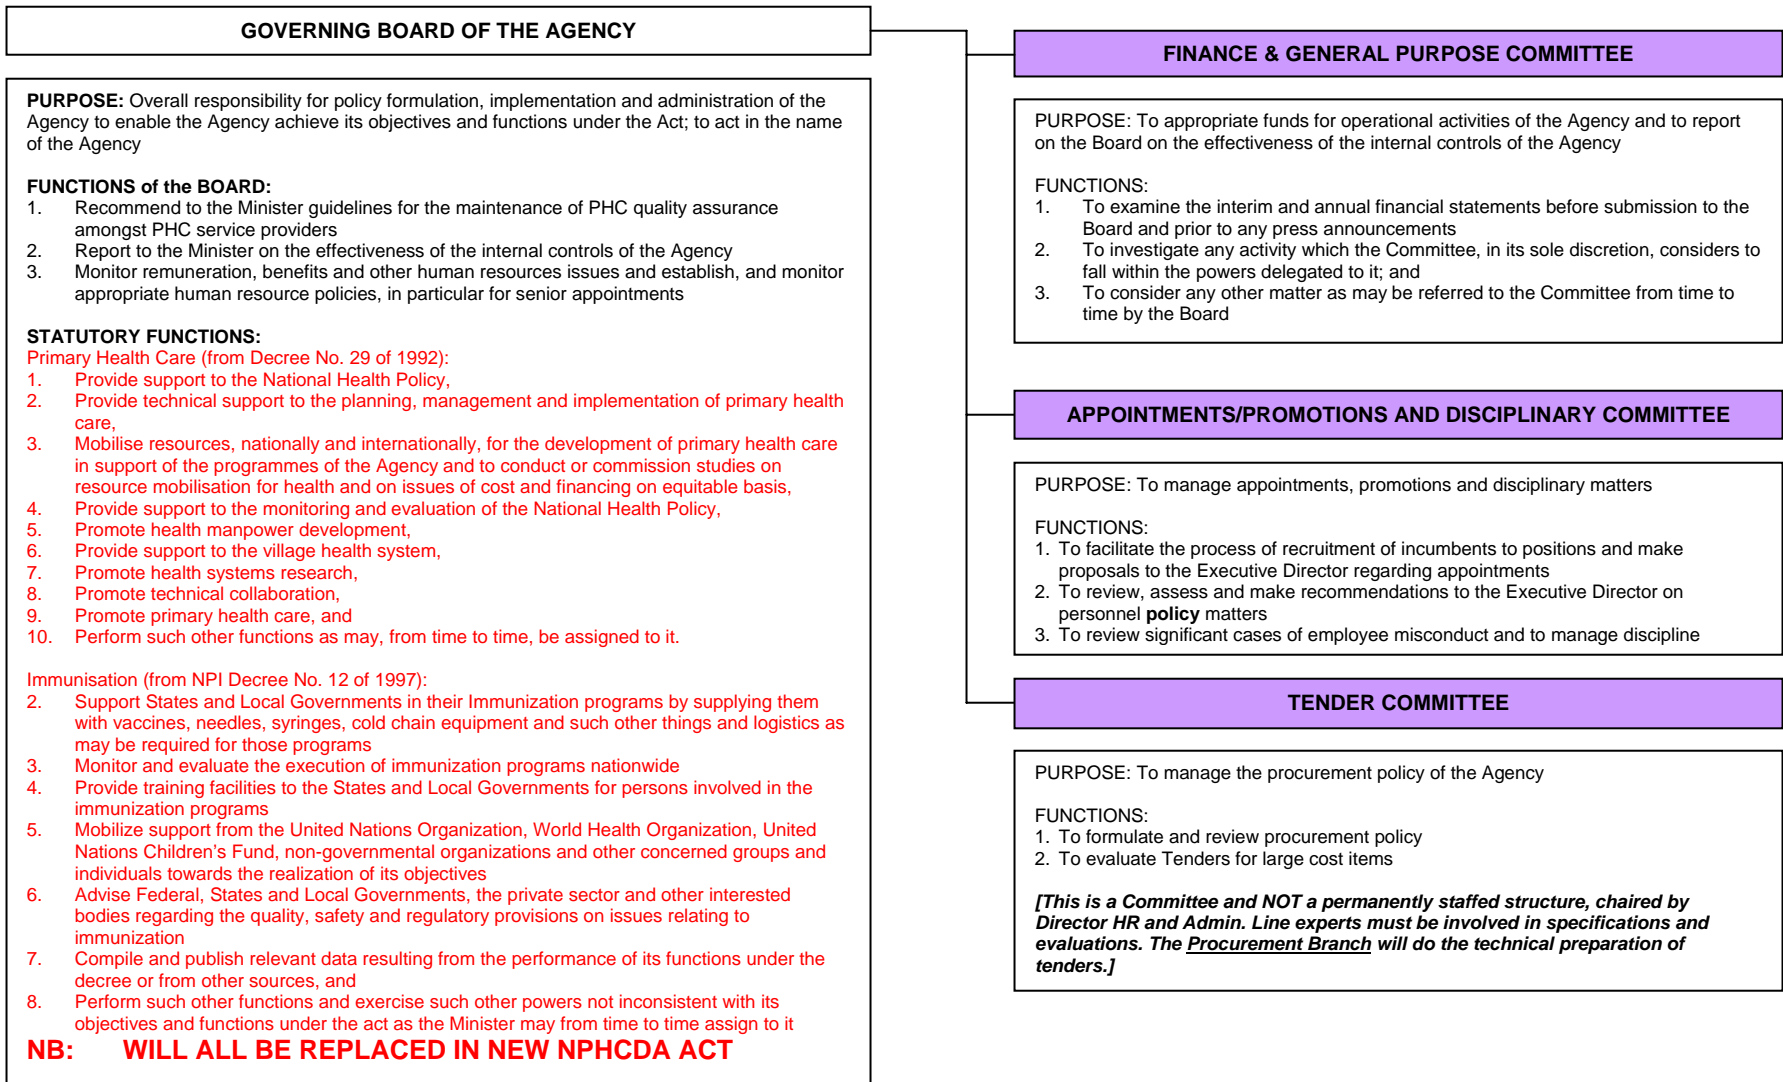 GOVERNING BOARD OF THE AGENCY
PURPOSE: Overall responsibility for policy formulation, implementation and administration of the
Agency to enable the Agency achieve its objectives and functions under the Act; to act in the name
of the Agency
FUNCTIONS of the BOARD:
1. Recommend to the Minister guidelines for the maintenance of PHC quality assurance
amongst PHC service providers
2. Report to the Minister on the effectiveness of the internal controls of the Agency
3. Monitor remuneration, benefits and other human resources issues and establish, and monitor
appropriate human resource policies, in particular for senior appointments
STATUTORY FUNCTIONS:
Primary Health Care (from Decree No. 29 of 1992):
1. Provide support to the National Health Policy,
2. Provide technical support to the planning, management and implementation of primary health
care,
3. Mobilise resources, nationally and internationally, for the development of primary health care
in support of the programmes of the Agency and to conduct or commission studies on
resource mobilisation for health and on issues of cost and financing on equitable basis,
4. Provide support to the monitoring and evaluation of the National Health Policy,
5. Promote health manpower development,
6. Provide support to the village health system,
7. Promote health systems research,
8. Promote technical collaboration,
9. Promote primary health care, and
10. Perform such other functions as may, from time to time, be assigned to it.
Immunisation (from NPI Decree No. 12 of 1997):
2. Support States and Local Governments in their Immunization programs by supplying them
with vaccines, needles, syringes, cold chain equipment and such other things and logistics as
may be required for those programs
3. Monitor and evaluate the execution of immunization programs nationwide
4. Provide training facilities to the States and Local Governments for persons involved in the
immunization programs
5. Mobilize support from the United Nations Organization, World Health Organization, United
Nations Children's Fund, non-governmental organizations and other concerned groups and
individuals towards the realization of its objectives
6. Advise Federal, States and Local Governments, the private sector and other interested
bodies regarding the quality, safety and regulatory provisions on issues relating to
immunization
7. Compile and publish relevant data resulting from the performance of its functions under the
decree or from other sources, and
8. Perform such other functions and exercise such other powers not inconsistent with its
objectives and functions under the act as the Minister may from time to time assign to it
NB: WILL ALL BE REPLACED IN NEW NPHCDA ACT
FINANCE & GENERAL PURPOSE COMMITTEE
PURPOSE: To appropriate funds for operational activities of the Agency and to report
on the Board on the effectiveness of the internal controls of the Agency
FUNCTIONS:
1. To examine the interim and annual financial statements before submission to the
Board and prior to any press announcements
2. To investigate any activity which the Committee, in its sole discretion, considers to
fall within the powers delegated to it; and
3. To consider any other matter as may be referred to the Committee from time to
time by the Board
APPOINTMENTS/PROMOTIONS AND DISCIPLINARY COMMITTEE
PURPOSE: To manage appointments, promotions and disciplinary matters
FUNCTIONS:
1. To facilitate the process of recruitment of incumbents to positions and make
proposals to the Executive Director regarding appointments
2. To review, assess and make recommendations to the Executive Director on
personnel policy matters
3. To review significant cases of employee misconduct and to manage discipline
TENDER COMMITTEE
PURPOSE: To manage the procurement policy of the Agency
FUNCTIONS:
1. To formulate and review procurement policy
2. To evaluate Tenders for large cost items
[This is a Committee and NOT a permanently staffed structure, chaired by
Director HR and Admin. Line experts must be involved in specifications and
evaluations. The Procurement Branch will do the technical preparation of
tenders.]